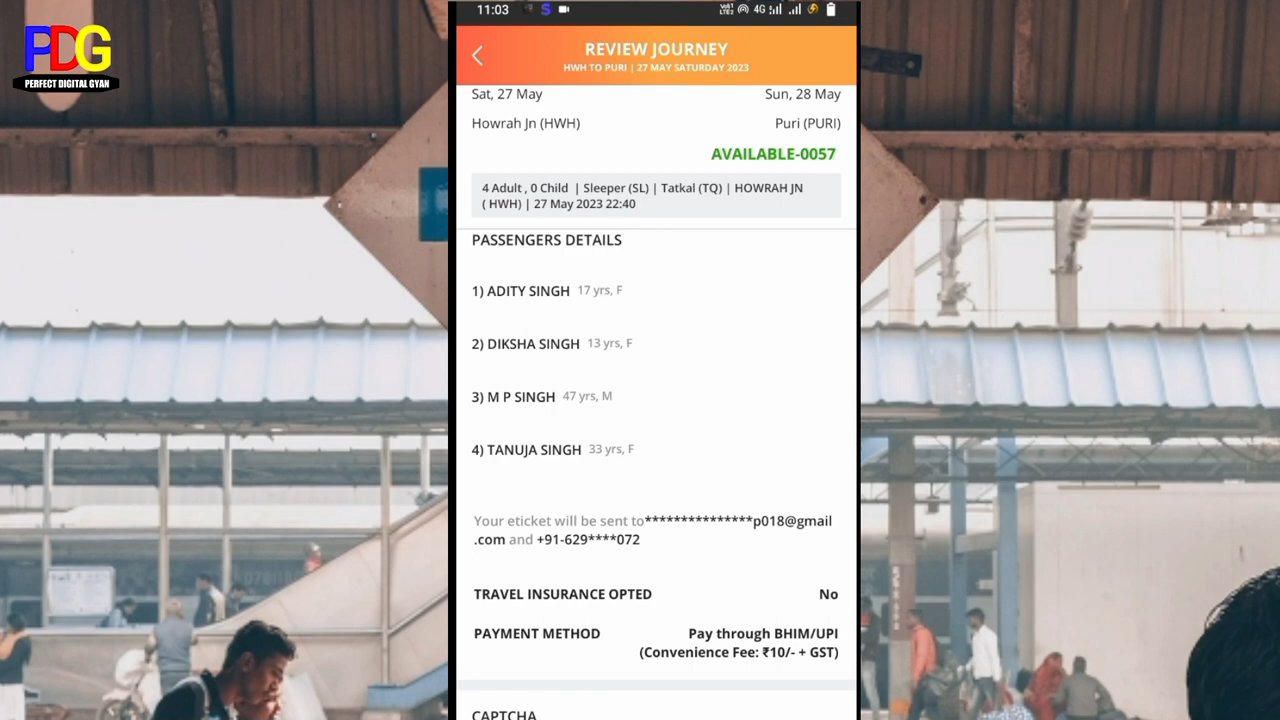 PDG
PERFECT DIGITAL GYAN
11:03
4G
REVIEW JOURNEY
HWH TO PURI | 27 MAY SATURDAY 2023
Sat, 27 May Sun, 28 May
Howrah Jn (HWH) Puri (PURI)
AVAILABLE-0057
4 Adult , 0 Child | Sleeper (SL) | Tatkal (TQ) | HOWRAH JN
( HWH) | 27 May 2023 22:40
PASSENGERS DETAILS
1) ADITY SINGH 17 yrs, F
2) DIKSHA SINGH 13 yrs, F
3) M P SINGH 47 yrs, M
4) TANUJA SINGH 33 yrs, F
Your eticket will be sent to***************p018@gmail
.com and +91-629****072
TRAVEL INSURANCE OPTED No
PAYMENT METHOD Pay through BHIM/UPI
(Convenience Fee: ₹10/- + GST)
CAPTCHA